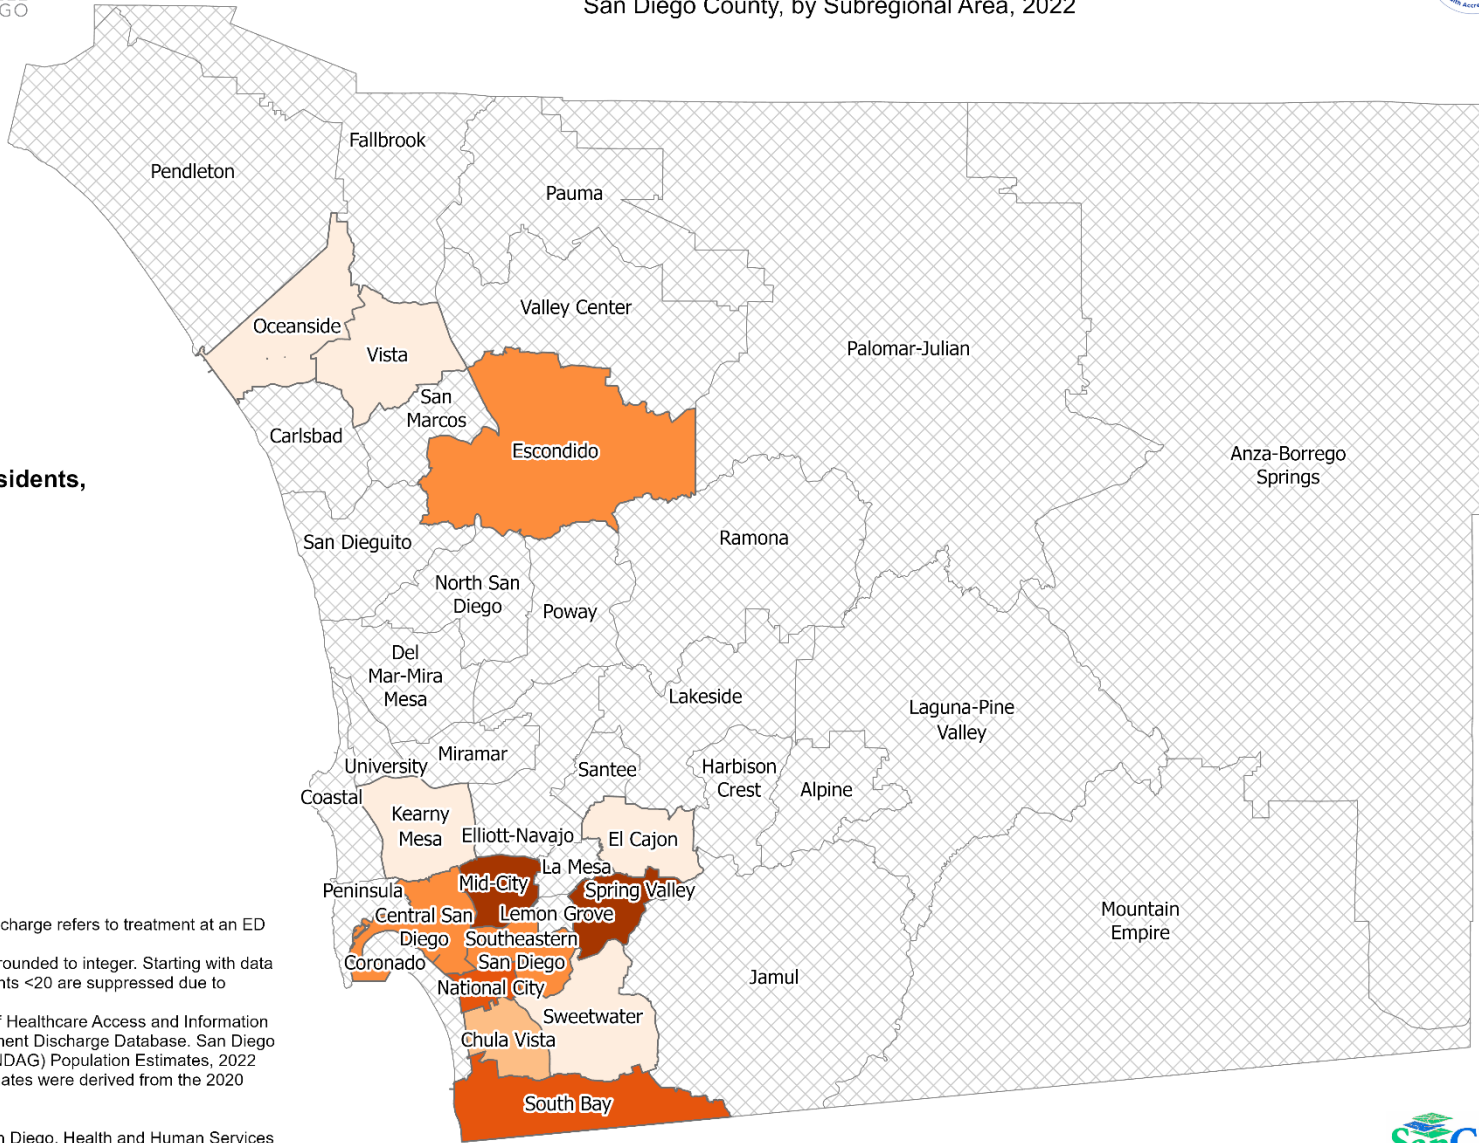 GO
San Diego County, by Subregional Area, 2022
Fallbrook
Pendleton
Pauma
Valley Center
Oceanside
Vista
Palomar-Julian
San
Marcos
Carlsbad
Escondido
Anza-Borrego
Springs
sidents,
San Dieguito
Ramona
North San
Diego
Poway
Del
Mar-Mira
Mesa
Lakeside
Laguna-Pine
Valley
Miramar
University
Santee
Harbison
Crest
Alpine
Coastal
Kearny
Mesa
Elliott-Navajo
El Cajon
La Mesa
Mid-City
Peninsula
Spring Valley
Central San
Diego
Lemon Grove
Mountain
Empire
Southeastern
San Diego
Coronado
Jamul
National City
Sweetwater
Chula Vista
South Bay
charge refers to treatment at an ED
rounded to integer. Starting with data
nts <20 are suppressed due to
f Healthcare Access and Information
nent Discharge Database. San Diego
NDAG) Population Estimates, 2022
ates were derived from the 2020
n Diego, Health and Human Services